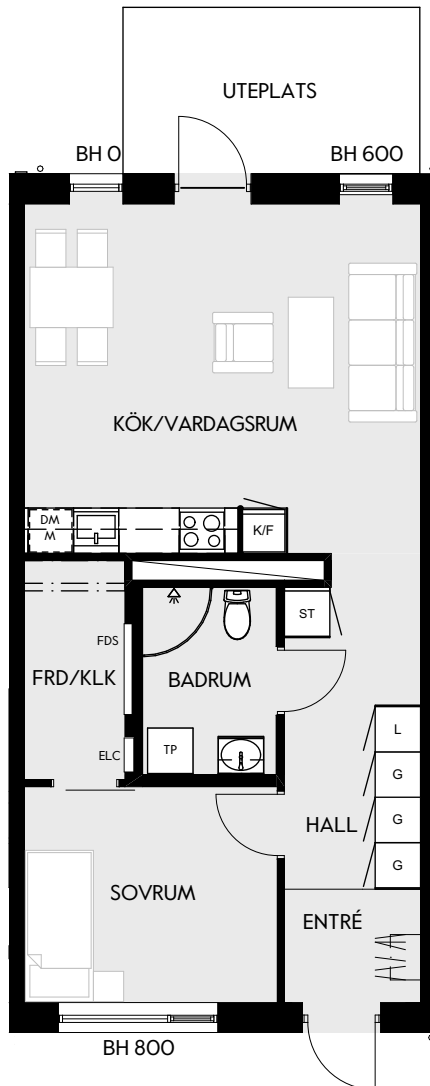 UTEPLATS
BH 0
BH 600
KÖK/VARDAGSRUM
DM
M
K/F
ST
FDS
FRD/KLK
BADRUM
L
ELC
TP
G
HALL
G
G
SOVRUM
ENTRÉ
BH 800